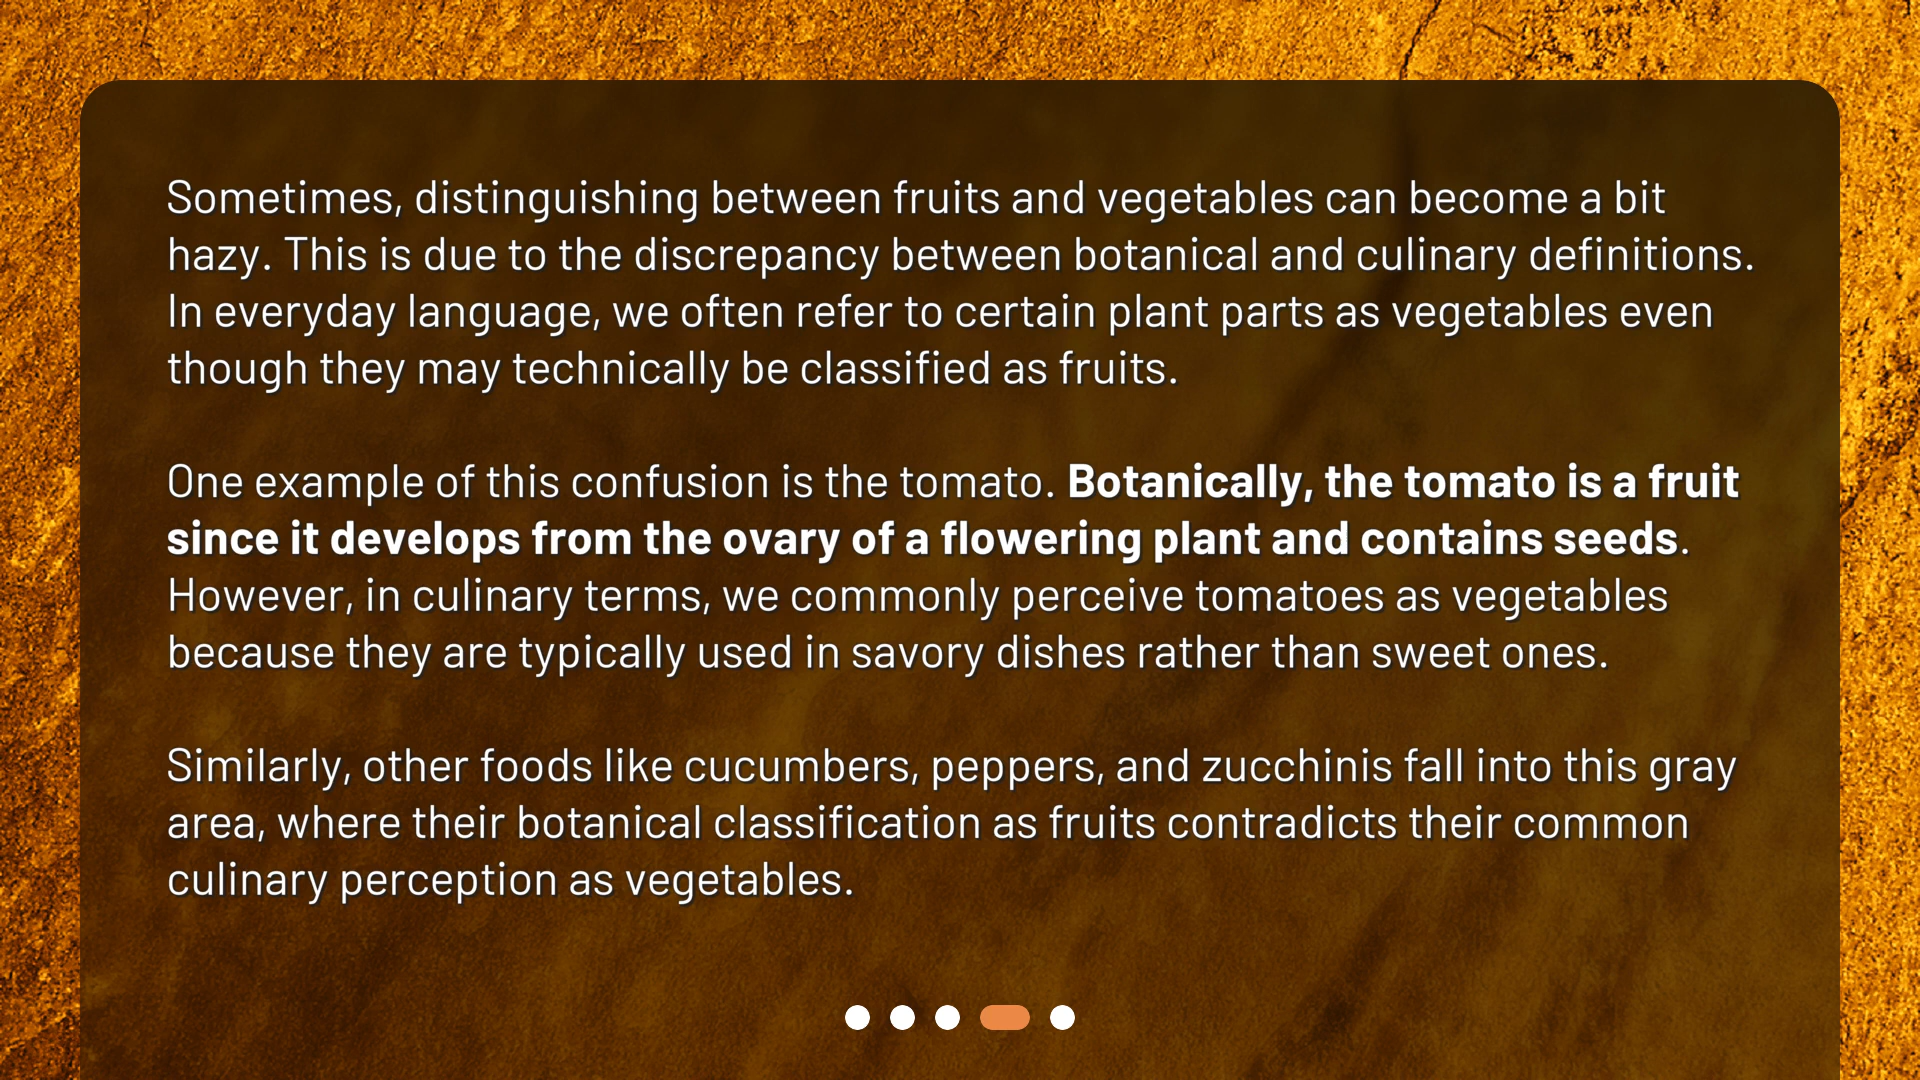 Sometimes, distinguishing between fruits and vegetables can become a bit
hazy. This is due to the discrepancy between botanical and culinary definitions.
In everyday language, we often refer to certain plant parts as vegetables even
though they may technically be classified as fruits.
One example of this confusion is the tomato. Botanically, the tomato is a fruit
since it develops from the ovary of a flowering plant and contains seeds.
However, in culinary terms, we commonly perceive tomatoes as vegetables
because they are typically used in savory dishes rather than sweet ones.
Similarly, other foods like cucumbers, peppers, and zucchinis fall into this gray
area, where their botanical classification as fruits contradicts their common
culinary perception as vegetables.